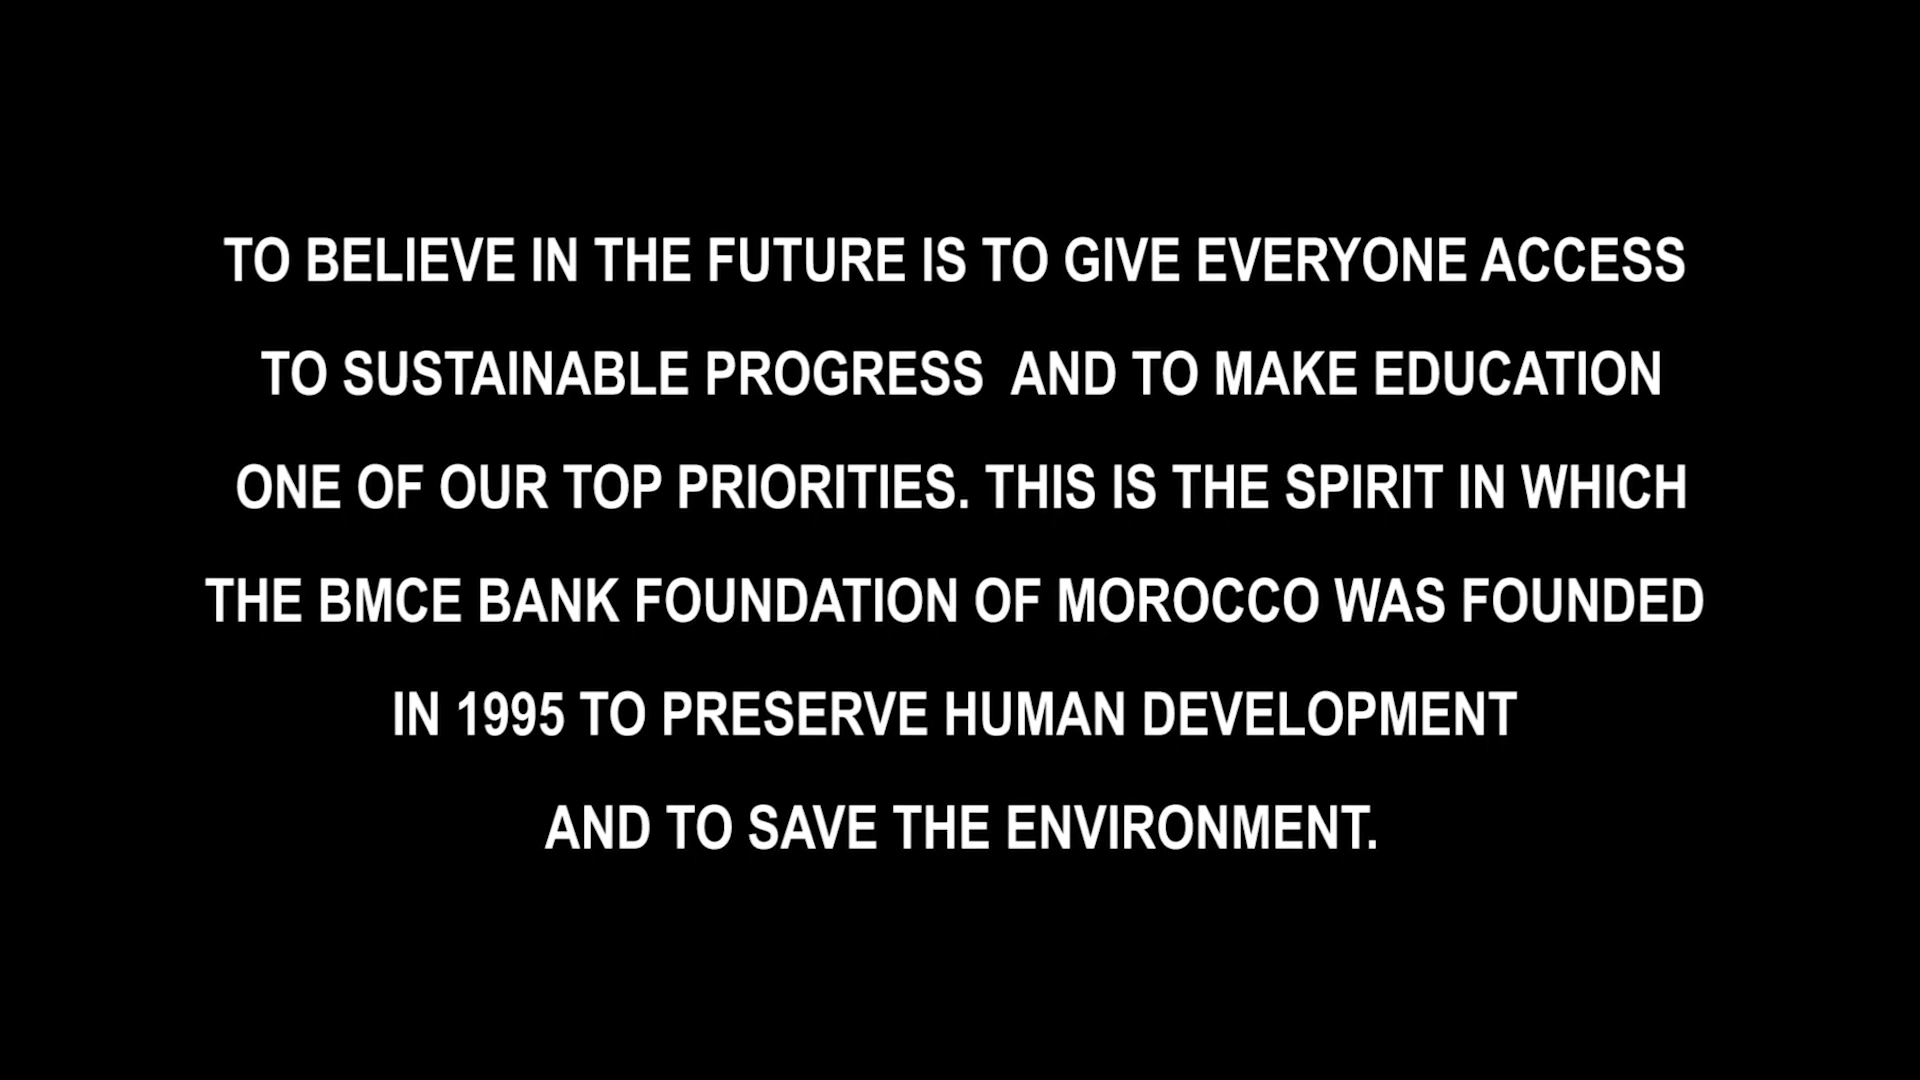 TO BELIEVE IN THE FUTURE IS TO GIVE EVERYONE ACCESS
TO SUSTAINABLE PROGRESS  AND TO MAKE EDUCATION
ONE OF OUR TOP PRIORITIES. THIS IS THE SPIRIT IN WHICH
THE BMCE BANK FOUNDATION OF MOROCCO WAS FOUNDED
IN 1995 TO PRESERVE HUMAN DEVELOPMENT
AND TO SAVE THE ENVIRONMENT.